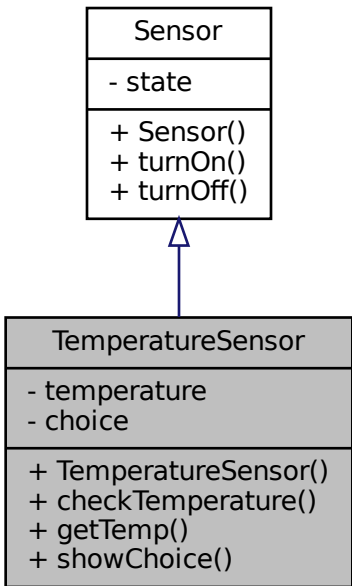 Sensor
- state
+ Sensor()
+ turnOn()
+ turnOff()
TemperatureSensor
- temperature
- choice
+ TemperatureSensor()
+ checkTemperature()
+ getTemp()
+ showChoice()